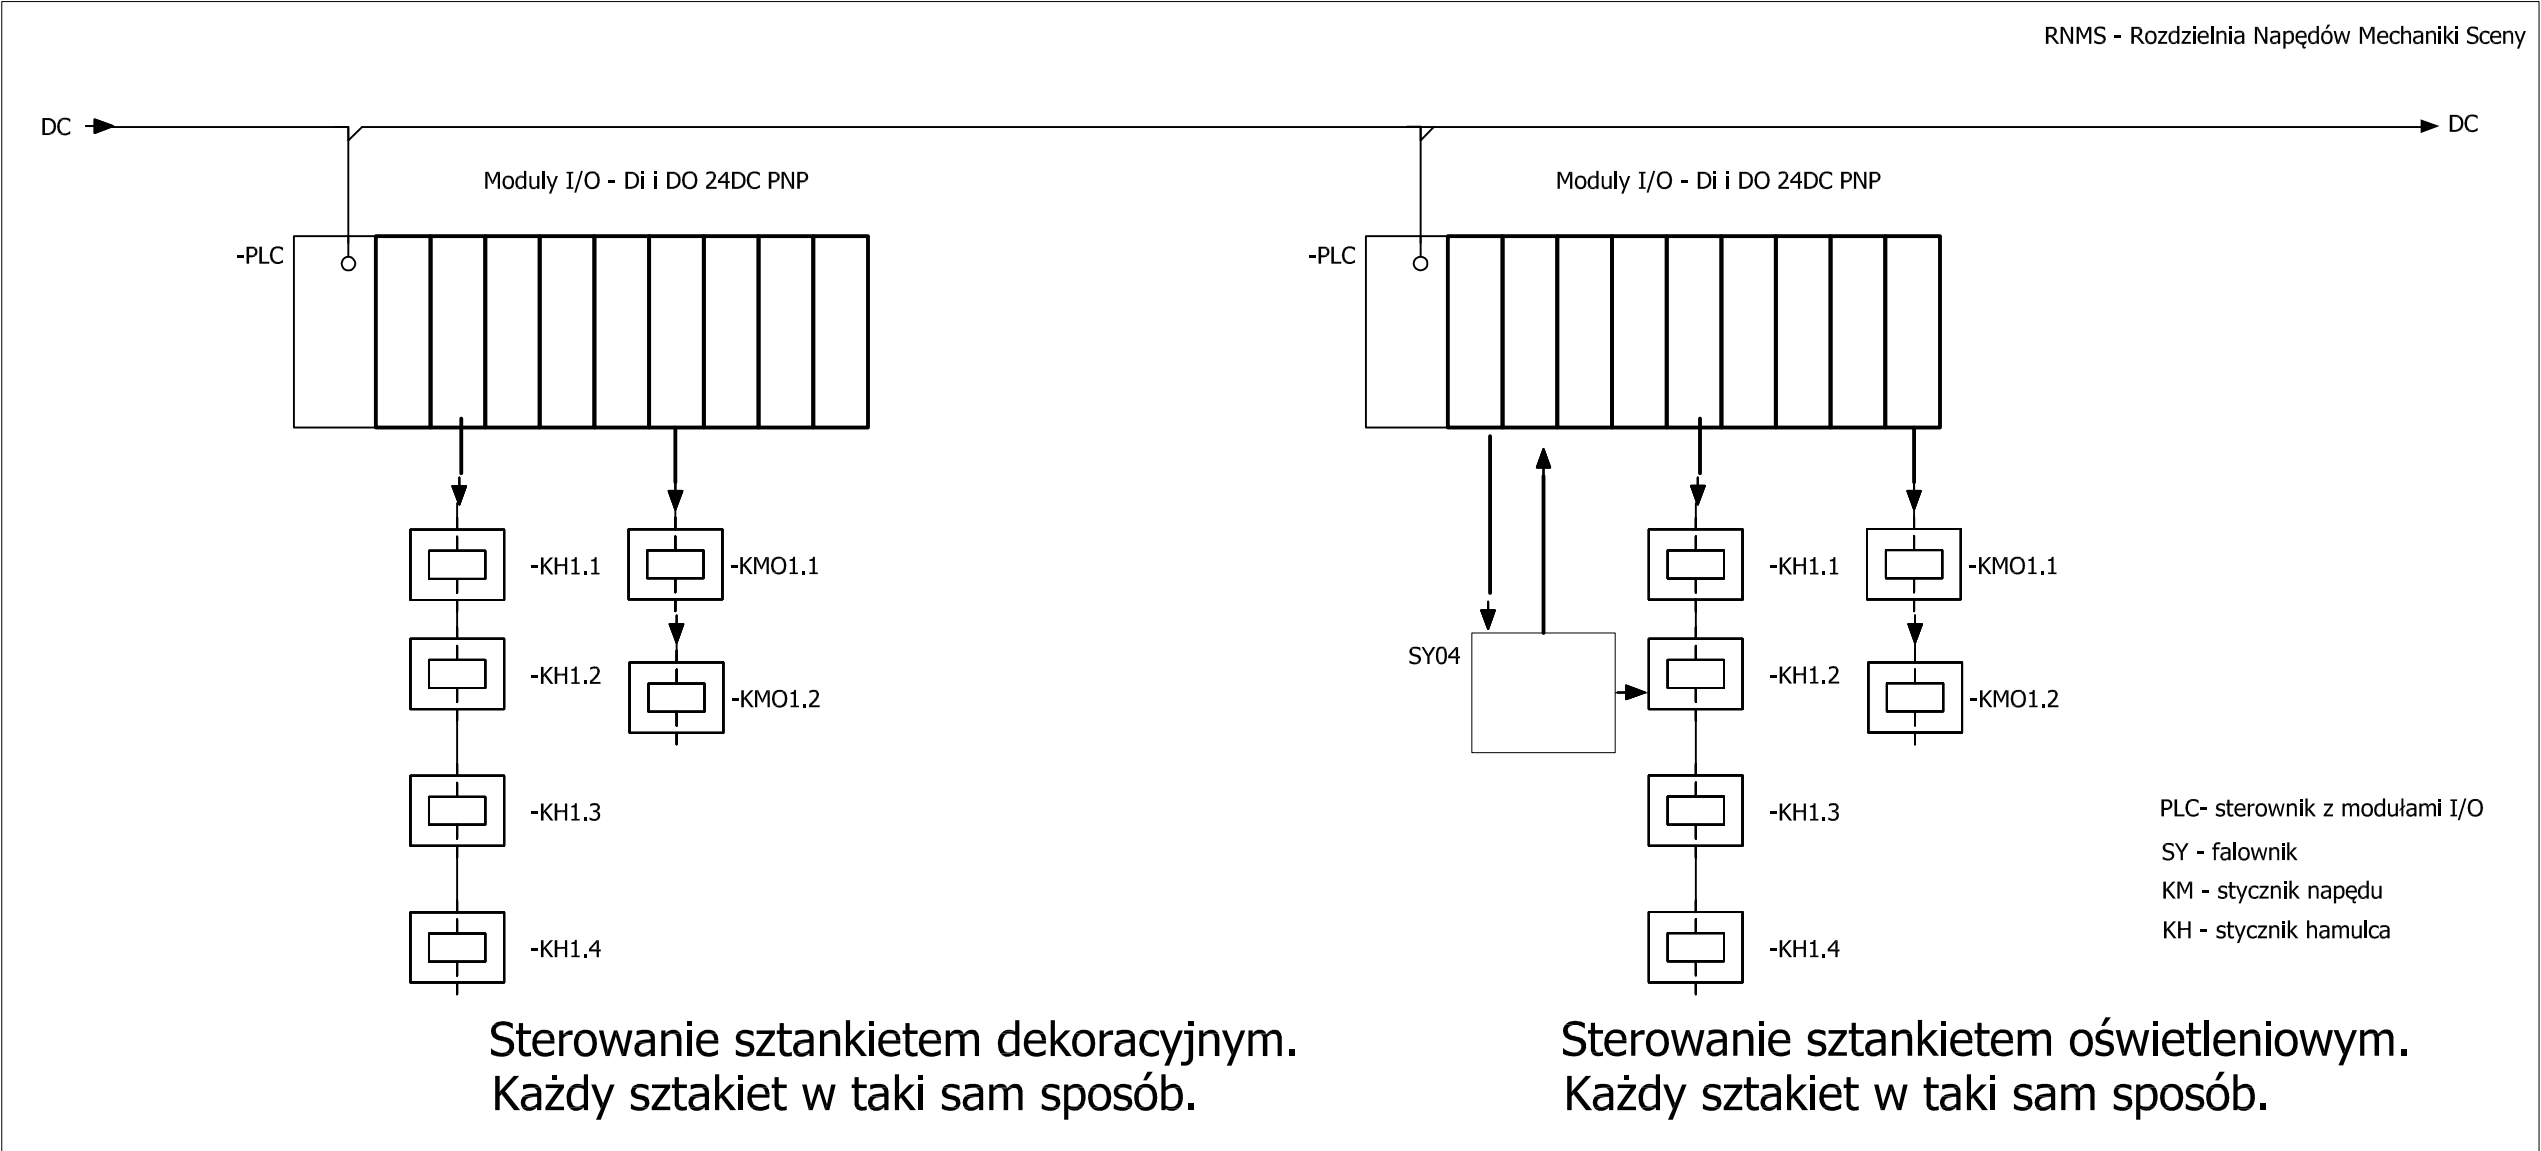 RNMS - Rozdzielnia Napędów Mechaniki Sceny
DC
DC
Moduly I/O - Di i DO 24DC PNP
Moduly I/O - Di i DO 24DC PNP
-PLC
-PLC
-KH1.1
-KMO1.1
-KH1.2
-KMO1.2
-KH1.3
-KH1.4
SY04
-KH1.1
-KMO1.1
-KH1.2
-KMO1.2
-KH1.3
-KH1.4
PLC- sterownik z modułami I/O
SY - falownik
KM - stycznik napędu
KH - stycznik hamulca
Sterowanie sztankietem dekoracyjnym.
Każdy sztakiet w taki sam sposób.
Sterowanie sztankietem oświetleniowym.
Każdy sztakiet w taki sam sposób.